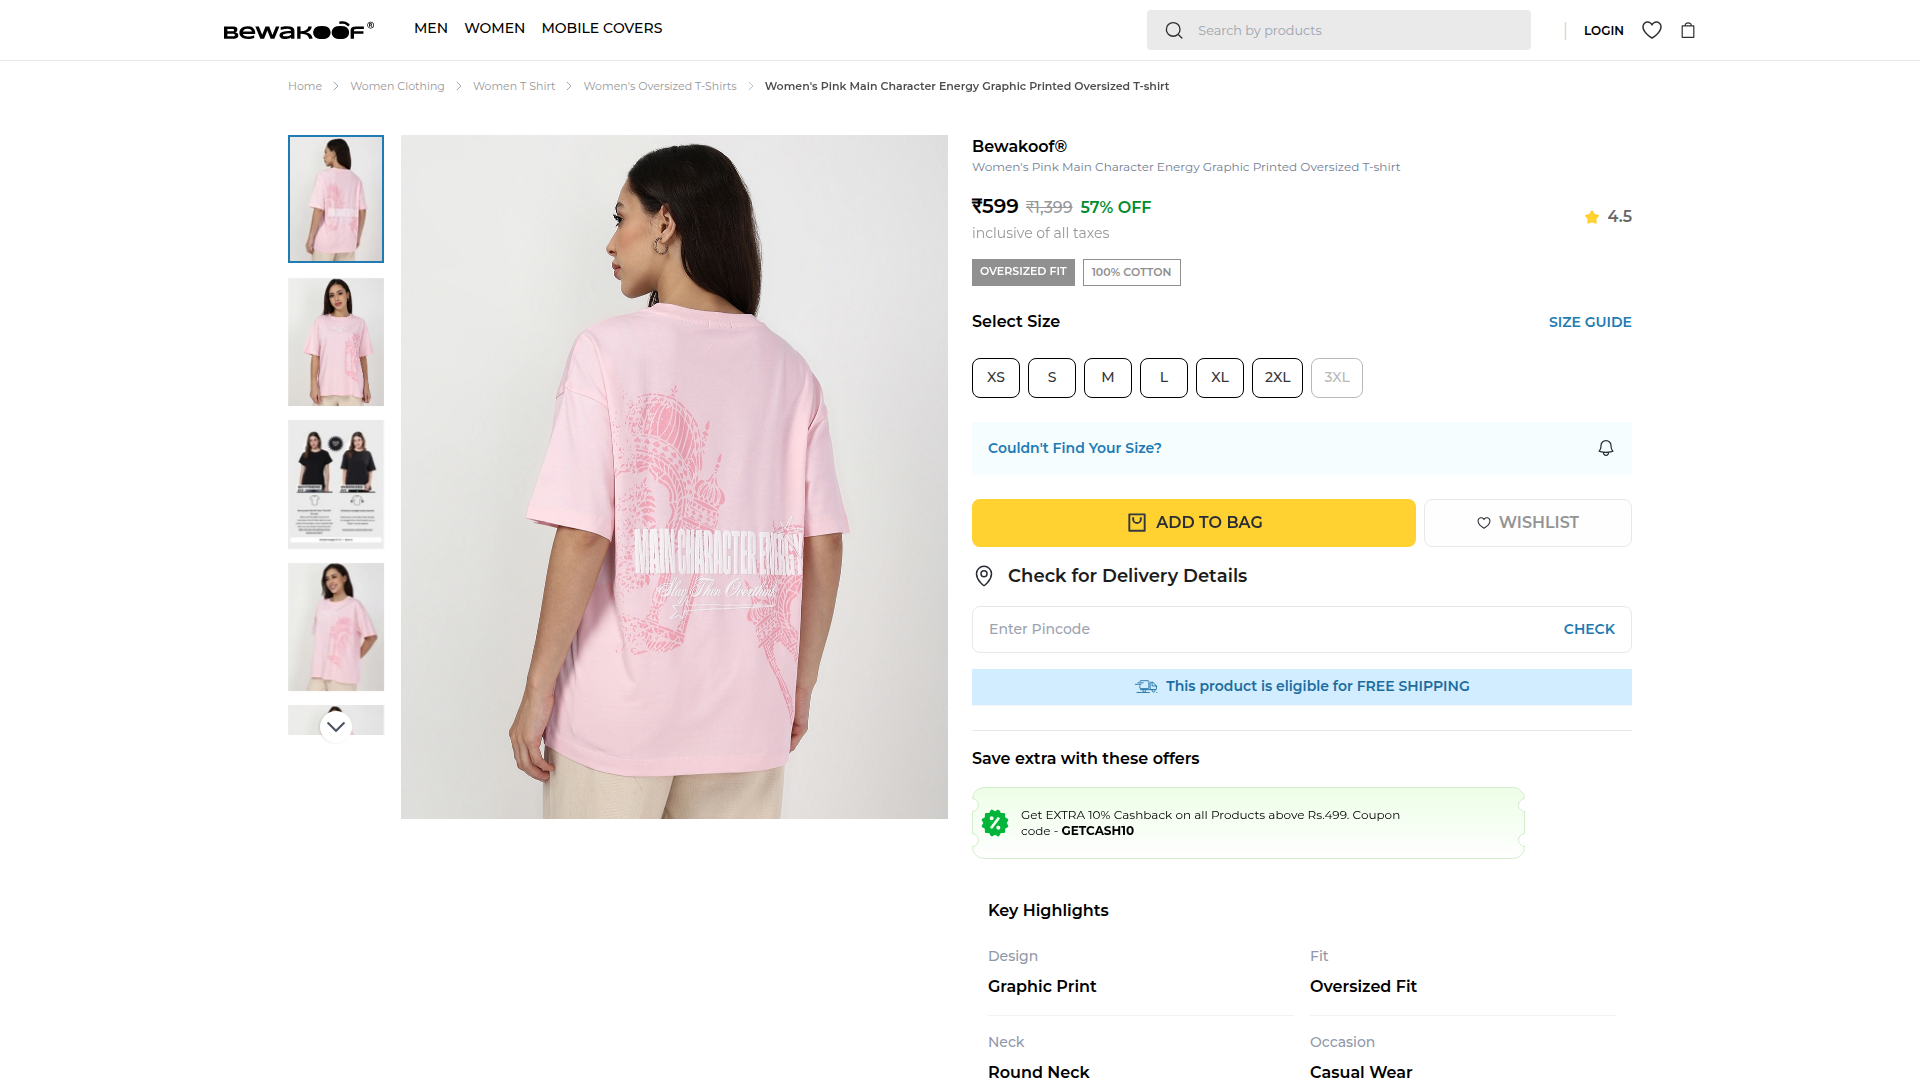 BEWAKOOF®
MEN WOMEN MOBILE COVERS
Search by products
LOGIN
Home > Women Clothing > Women T Shirt > Women's Oversized T-Shirts > Women's Pink Main Character Energy Graphic Printed Oversized T-shirt
MAIN CHARACTER ENERGY
Slay Then Overthink
Bewakoof®
Women's Pink Main Character Energy Graphic Printed Oversized T-shirt
₹599 ₹1,399 57% OFF
4.5
inclusive of all taxes
OVERSIZED FIT 100% COTTON
Select Size
SIZE GUIDE
XS S M L XL 2XL 3XL
Couldn't Find Your Size?
ADD TO BAG
WISHLIST
Check for Delivery Details
Enter Pincode
CHECK
This product is eligible for FREE SHIPPING
Save extra with these offers
Get EXTRA 10% Cashback on all Products above Rs.499. Coupon
code - GETCASH10
Key Highlights
Design
Fit
Graphic Print
Oversized Fit
Neck
Occasion
Round Neck
Casual Wear